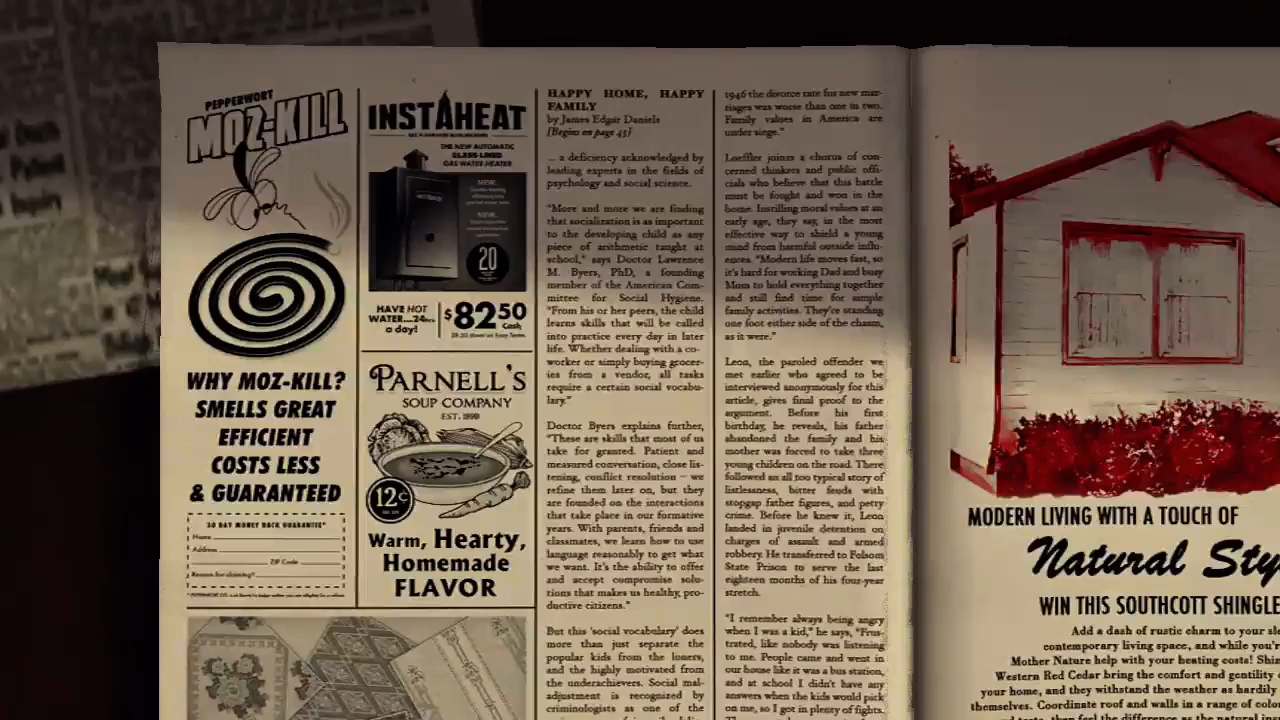 PEPPERWORT
MOZ-KILL
WHY MOZ-KILL?
SMELLS GREAT
EFFICIENT
COSTS LESS
& GUARANTEED
30 DAY MONEY BACK GUARANTEE*
Name
Address
ZIP Code
Reason for claiming?
INSTAHEAT
THE NEW AUTOMATIC
GLASS-LINED
GAS WATER HEATER
NEW:
NEW:
20
HAVE HOT
WATER...24hrs
a day!
$82.50
Cash
PARNELL'S
SOUP COMPANY
EST. 1890
12¢
Warm, Hearty,
Homemade
FLAVOR
HAPPY HOME, HAPPY
FAMILY
by James Edgar Daniels
[Begins on page 45]
... a deficiency acknowledged by
leading experts in the fields of
psychology and social science.
"More and more we are finding
that socialization is as important
to the developing child as any
piece of arithmetic taught at
school," says Doctor Lawrence
M. Byers, PhD, a founding
member of the American Com-
mittee for Social Hygiene.
"From his or her peers, the child
learns skills that will be called
into practice every day in later
life. Whether dealing with a co-
worker or simply buying grocer-
ies from a vendor, all tasks
require a certain social vocabu-
lary."
Doctor Byers explains further,
"These are skills that most of us
take for granted. Patient and
measured conversation, close lis-
tening, conflict resolution – we
refine them later on, but they
are founded on the interactions
that take place in our formative
years. With parents, friends and
classmates, we learn how to use
language reasonably to get what
we want. It's the ability to offer
and accept compromise solu-
tions that makes us healthy, pro-
ductive citizens."
But this 'social vocabulary' does
more than just separate the
popular kids from the loners,
and the highly motivated from
the underachievers. Social mal-
adjustment is recognized by
criminologists as one of the
1946 the divorce rate for new mar-
riages was worse than one in two.
Family values in America are
under siege."
Loeffler joines a chorus of con-
cerned thinkers and public offi-
cials who believe that this battle
must be fought and won in the
home. Instilling moral values at an
early age, they say, in the most
effective way to shield a young
mind from harmful outside influ-
ences. "Modern life moves fast, so
it's hard for working Dad and busy
Mom to hold everything together
and still find time for simple
family activities. They're standing
one foot either side of the chasm,
as it were."
Leon, the paroled offender we
met earlier who agreed to be
interviewed anonymously for this
article, gives final proof to the
argument. Before his first
birthday, he reveals, his father
abandoned the family and his
mother was forced to take three
young children on the road. There
followed an all too typical story of
listlessness, bitter feuds with
stopgap father figures, and petty
crime. Before he knew it, Leon
landed in juvenile detention on
charges of assault and armed
robbery. He transferred to Folsom
State Prison to serve the last
eighteen months of his four-year
stretch.
"I remember always being angry
when I was a kid," he says, "Frus-
trated, like nobody was listening
to me. People came and went in
our house like it was a bus station,
and at school I didn't have any
answers when the kids would pick
on me, so I got in plenty of fights.
MODERN LIVING WITH A TOUCH OF
Natural Sty
WIN THIS SOUTHCOTT SHINGLE
Add a dash of rustic charm to your
contemporary living space, and while you'r
Mother Nature help with your heating costs! Shin
Western Red Cedar bring the comfort and gentility
your home, and they withstand the weather as hardily
themselves. Coordinate roof and walls in a range of colo